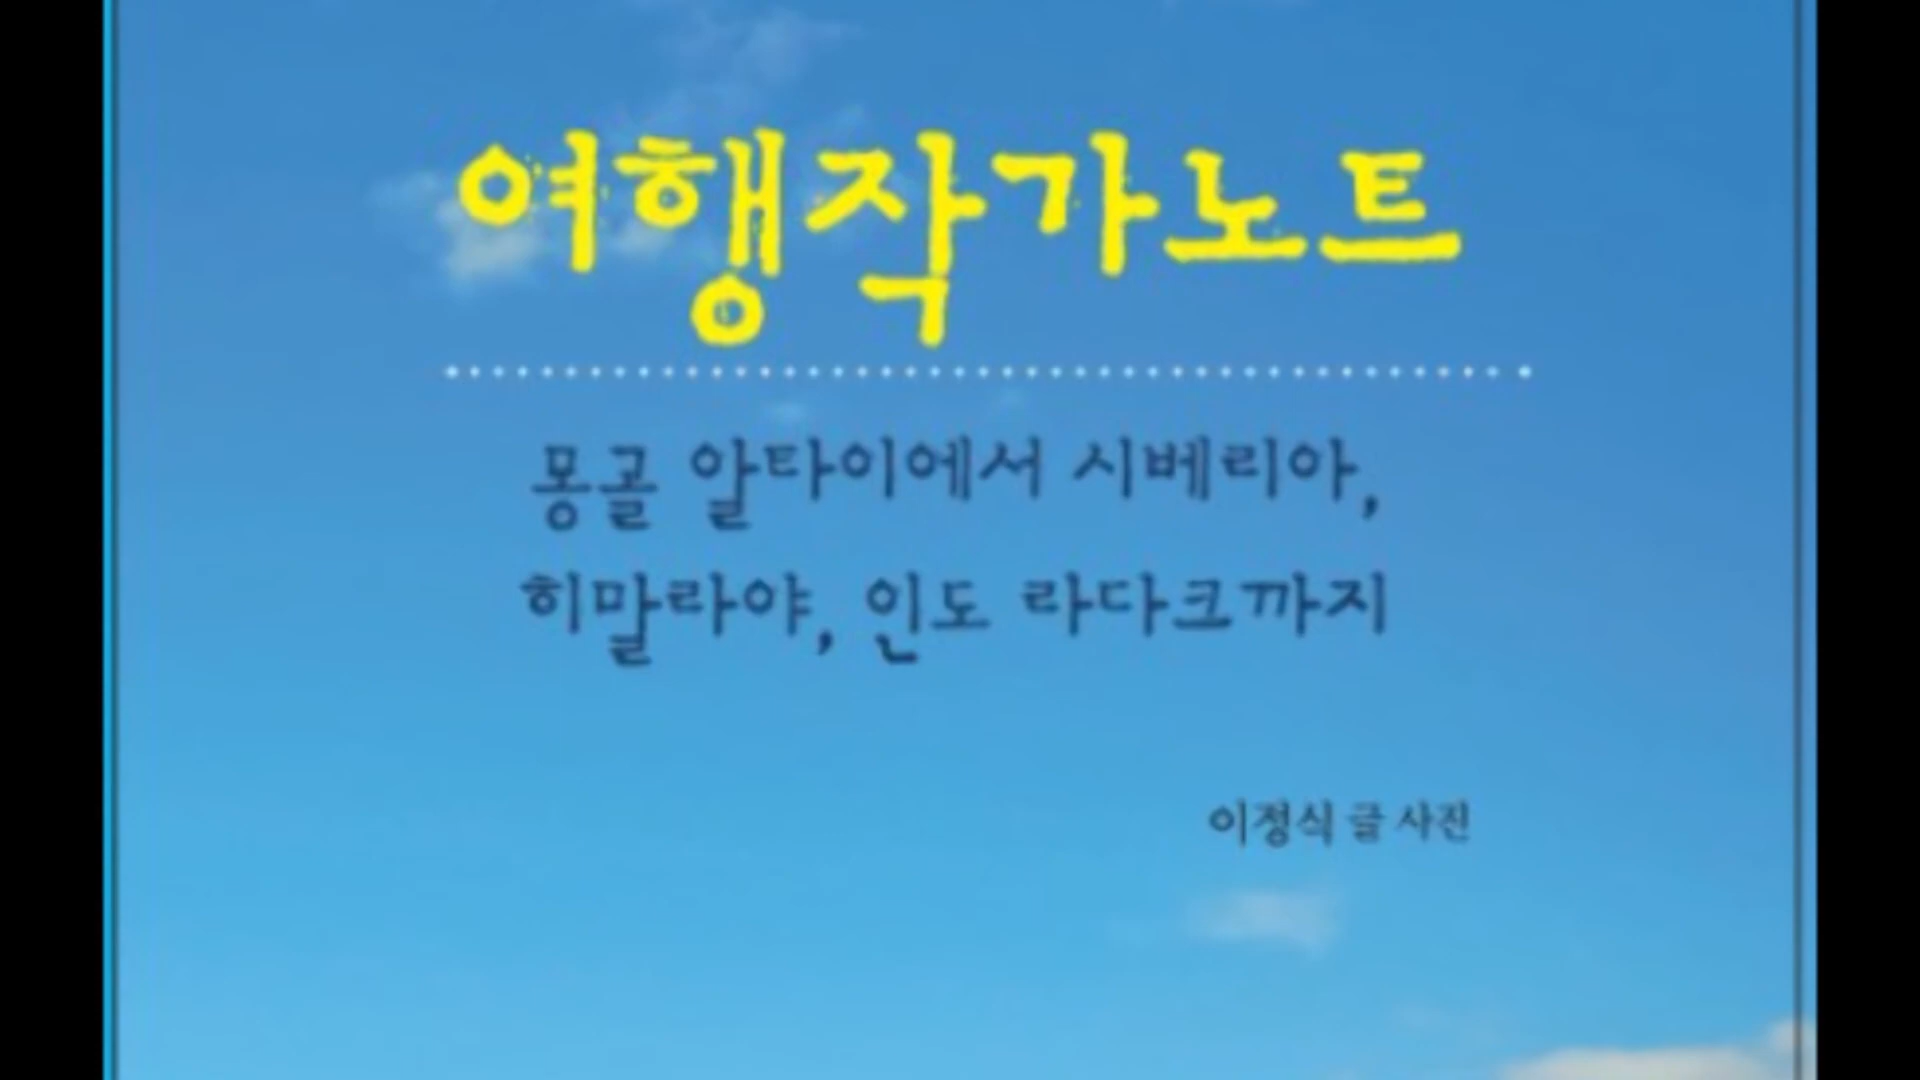 여행작가노트
몽골 알타이에서 시베리아,
히말라야, 인도 라다크까지
이정식 글 사진